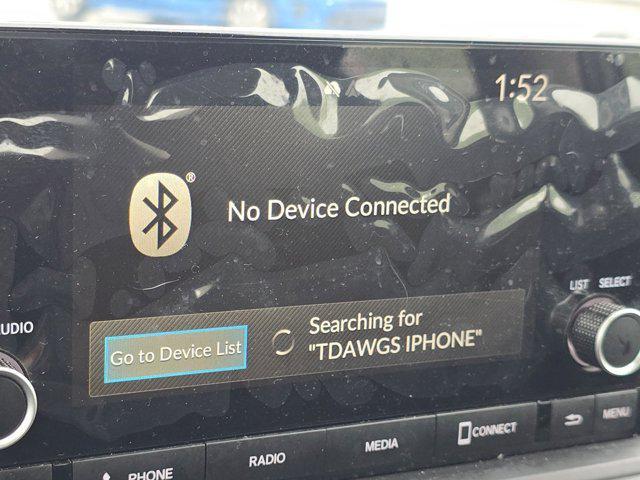 1:52
®
No Device Connected
LIST SELECT
Searching for
Go to Device List
"TDAWGS IPHONE"
PHONE
RADIO
MEDIA
CONNECT
MENU